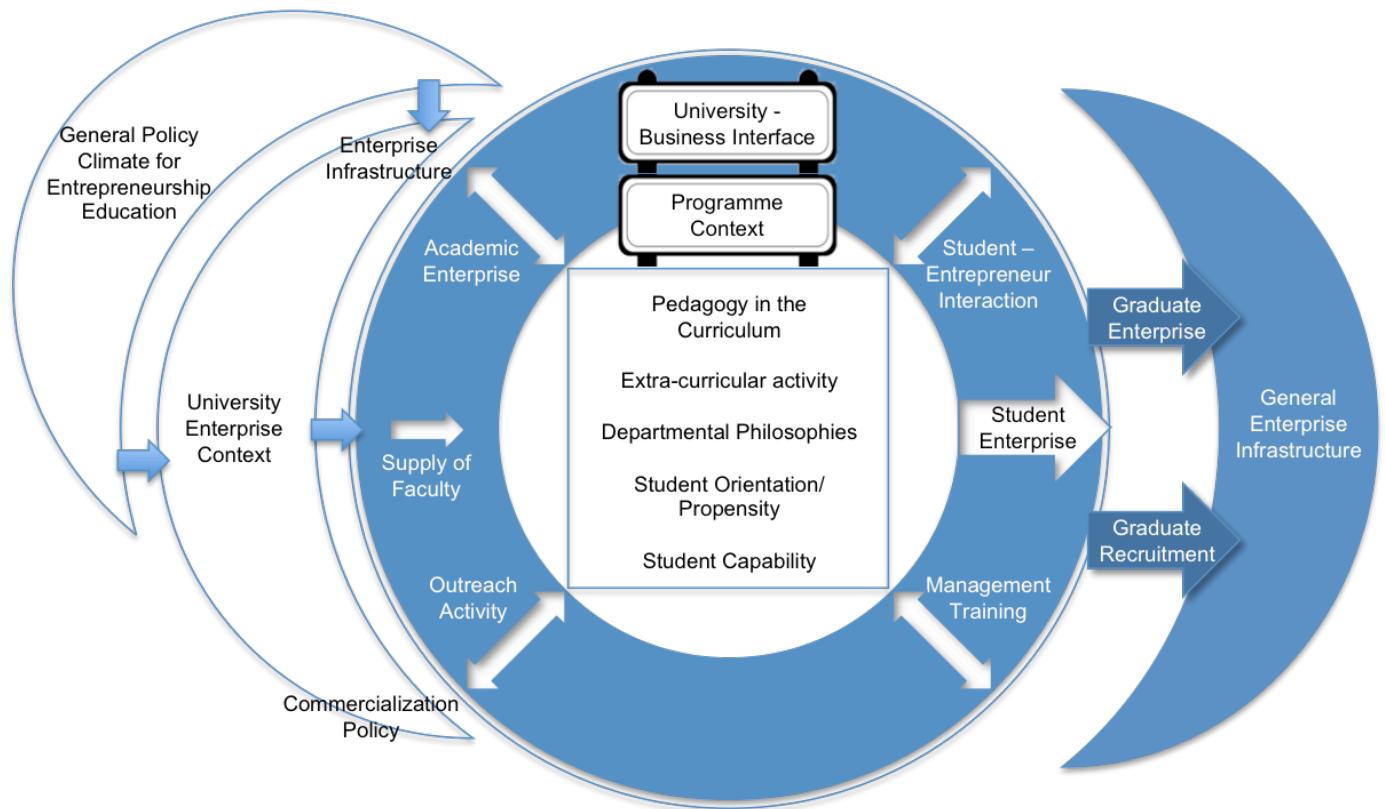 General Policy
Climate for
Entrepreneurship
Education
Enterprise
Infrastructure
University
Enterprise
Context
Commercialization
Policy
University -
Business Interface
Programme
Context
Academic
Enterprise
Supply of
Faculty
Outreach
Activity
Pedagogy in the
Curriculum
Extra-curricular activity
Departmental Philosophies
Student Orientation/
Propensity
Student Capability
Student –
Entrepreneur
Interaction
Student
Enterprise
Management
Training
Graduate
Enterprise
Graduate
Recruitment
General
Enterprise
Infrastructure